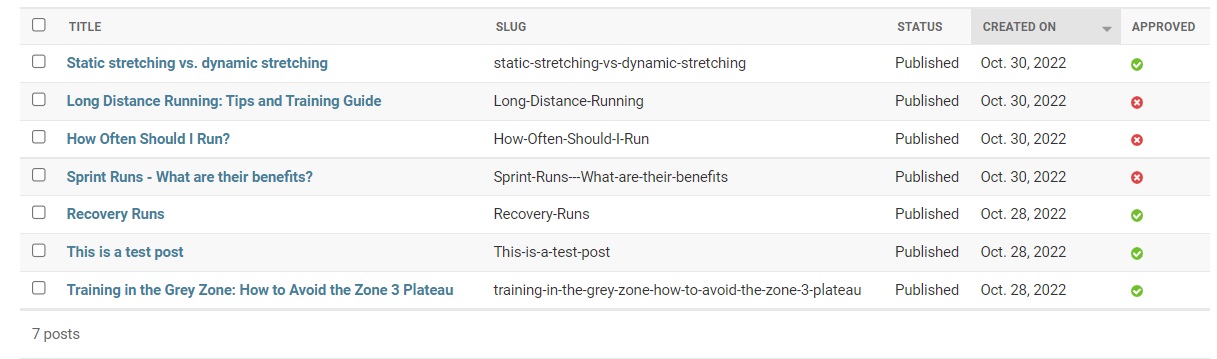 TITLE SLUG STATUS CREATED ON APPROVED
Static stretching vs. dynamic stretching static-stretching-vs-dynamic-stretching Published Oct. 30, 2022
Long Distance Running: Tips and Training Guide Long-Distance-Running Published Oct. 30, 2022
How Often Should I Run? How-Often-Should-I-Run Published Oct. 30, 2022
Sprint Runs - What are their benefits? Sprint-Runs---What-are-their-benefits Published Oct. 30, 2022
Recovery Runs Recovery-Runs Published Oct. 28, 2022
This is a test post This-is-a-test-post Published Oct. 28, 2022
Training in the Grey Zone: How to Avoid the Zone 3 Plateau training-in-the-grey-zone-how-to-avoid-the-zone-3-plateau Published Oct. 28, 2022
7 posts